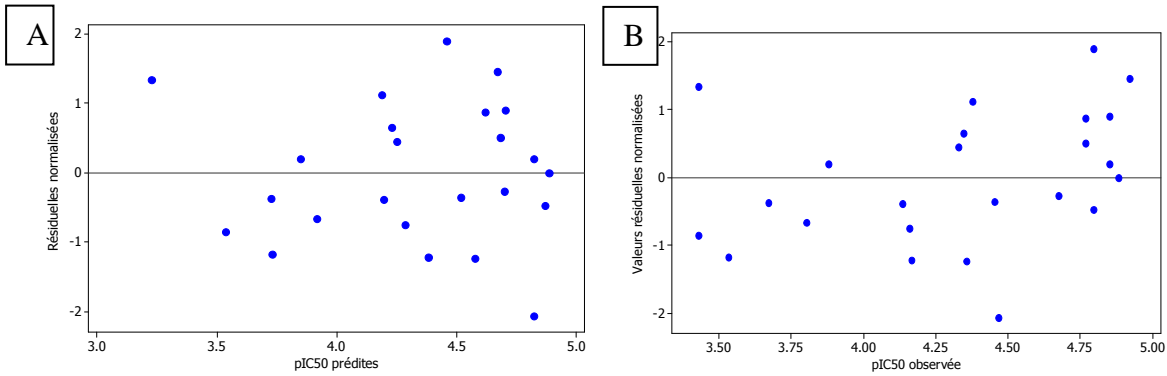 A
Résiduelles normalisées
2
1
0
-1
-2
3.0 3.5 4.0 4.5 5.0
pIC50 prédites
B
Valeurs résiduelles normalisées
2
1
0
-1
-2
3.50 3.75 4.00 4.25 4.50 4.75 5.00
pIC50 observée